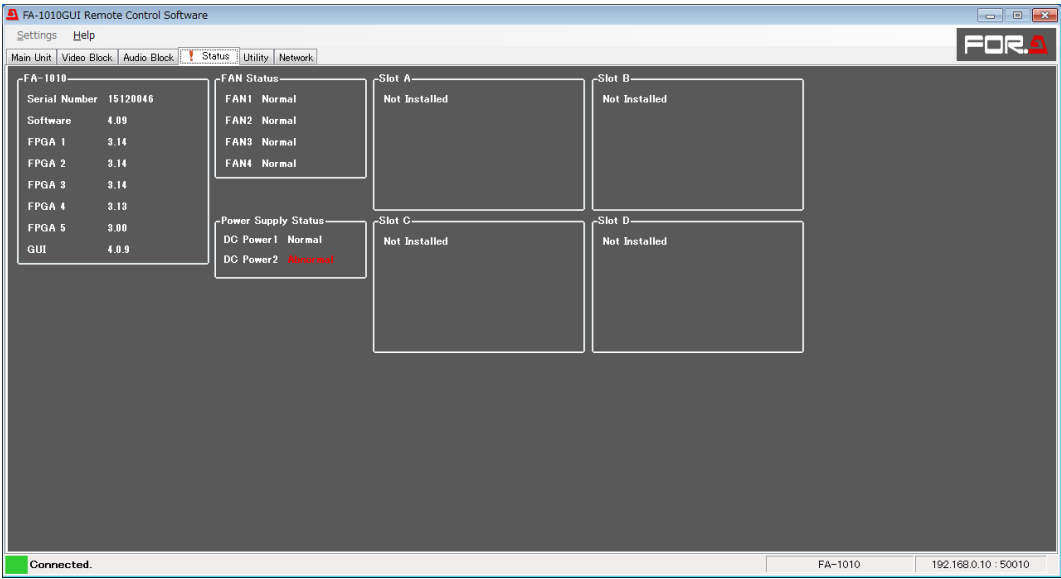 FA-1010GUI Remote Control Software
Settings Help
FOR.A
Main Unit Video Block Audio Block ! Status Utility Network
FA-1010
Serial Number 15120046
Software 4.09
FPGA 1 3.14
FPGA 2 3.14
FPGA 3 3.14
FPGA 4 3.13
FPGA 5 3.00
GUI 4.0.9
FAN Status
FAN1 Normal
FAN2 Normal
FAN3 Normal
FAN4 Normal
Power Supply Status
DC Power1 Normal
DC Power2 Abnormal
Slot A
Not Installed
Slot B
Not Installed
Slot C
Not Installed
Slot D
Not Installed
Connected.
FA-1010
192.168.0.10 : 50010